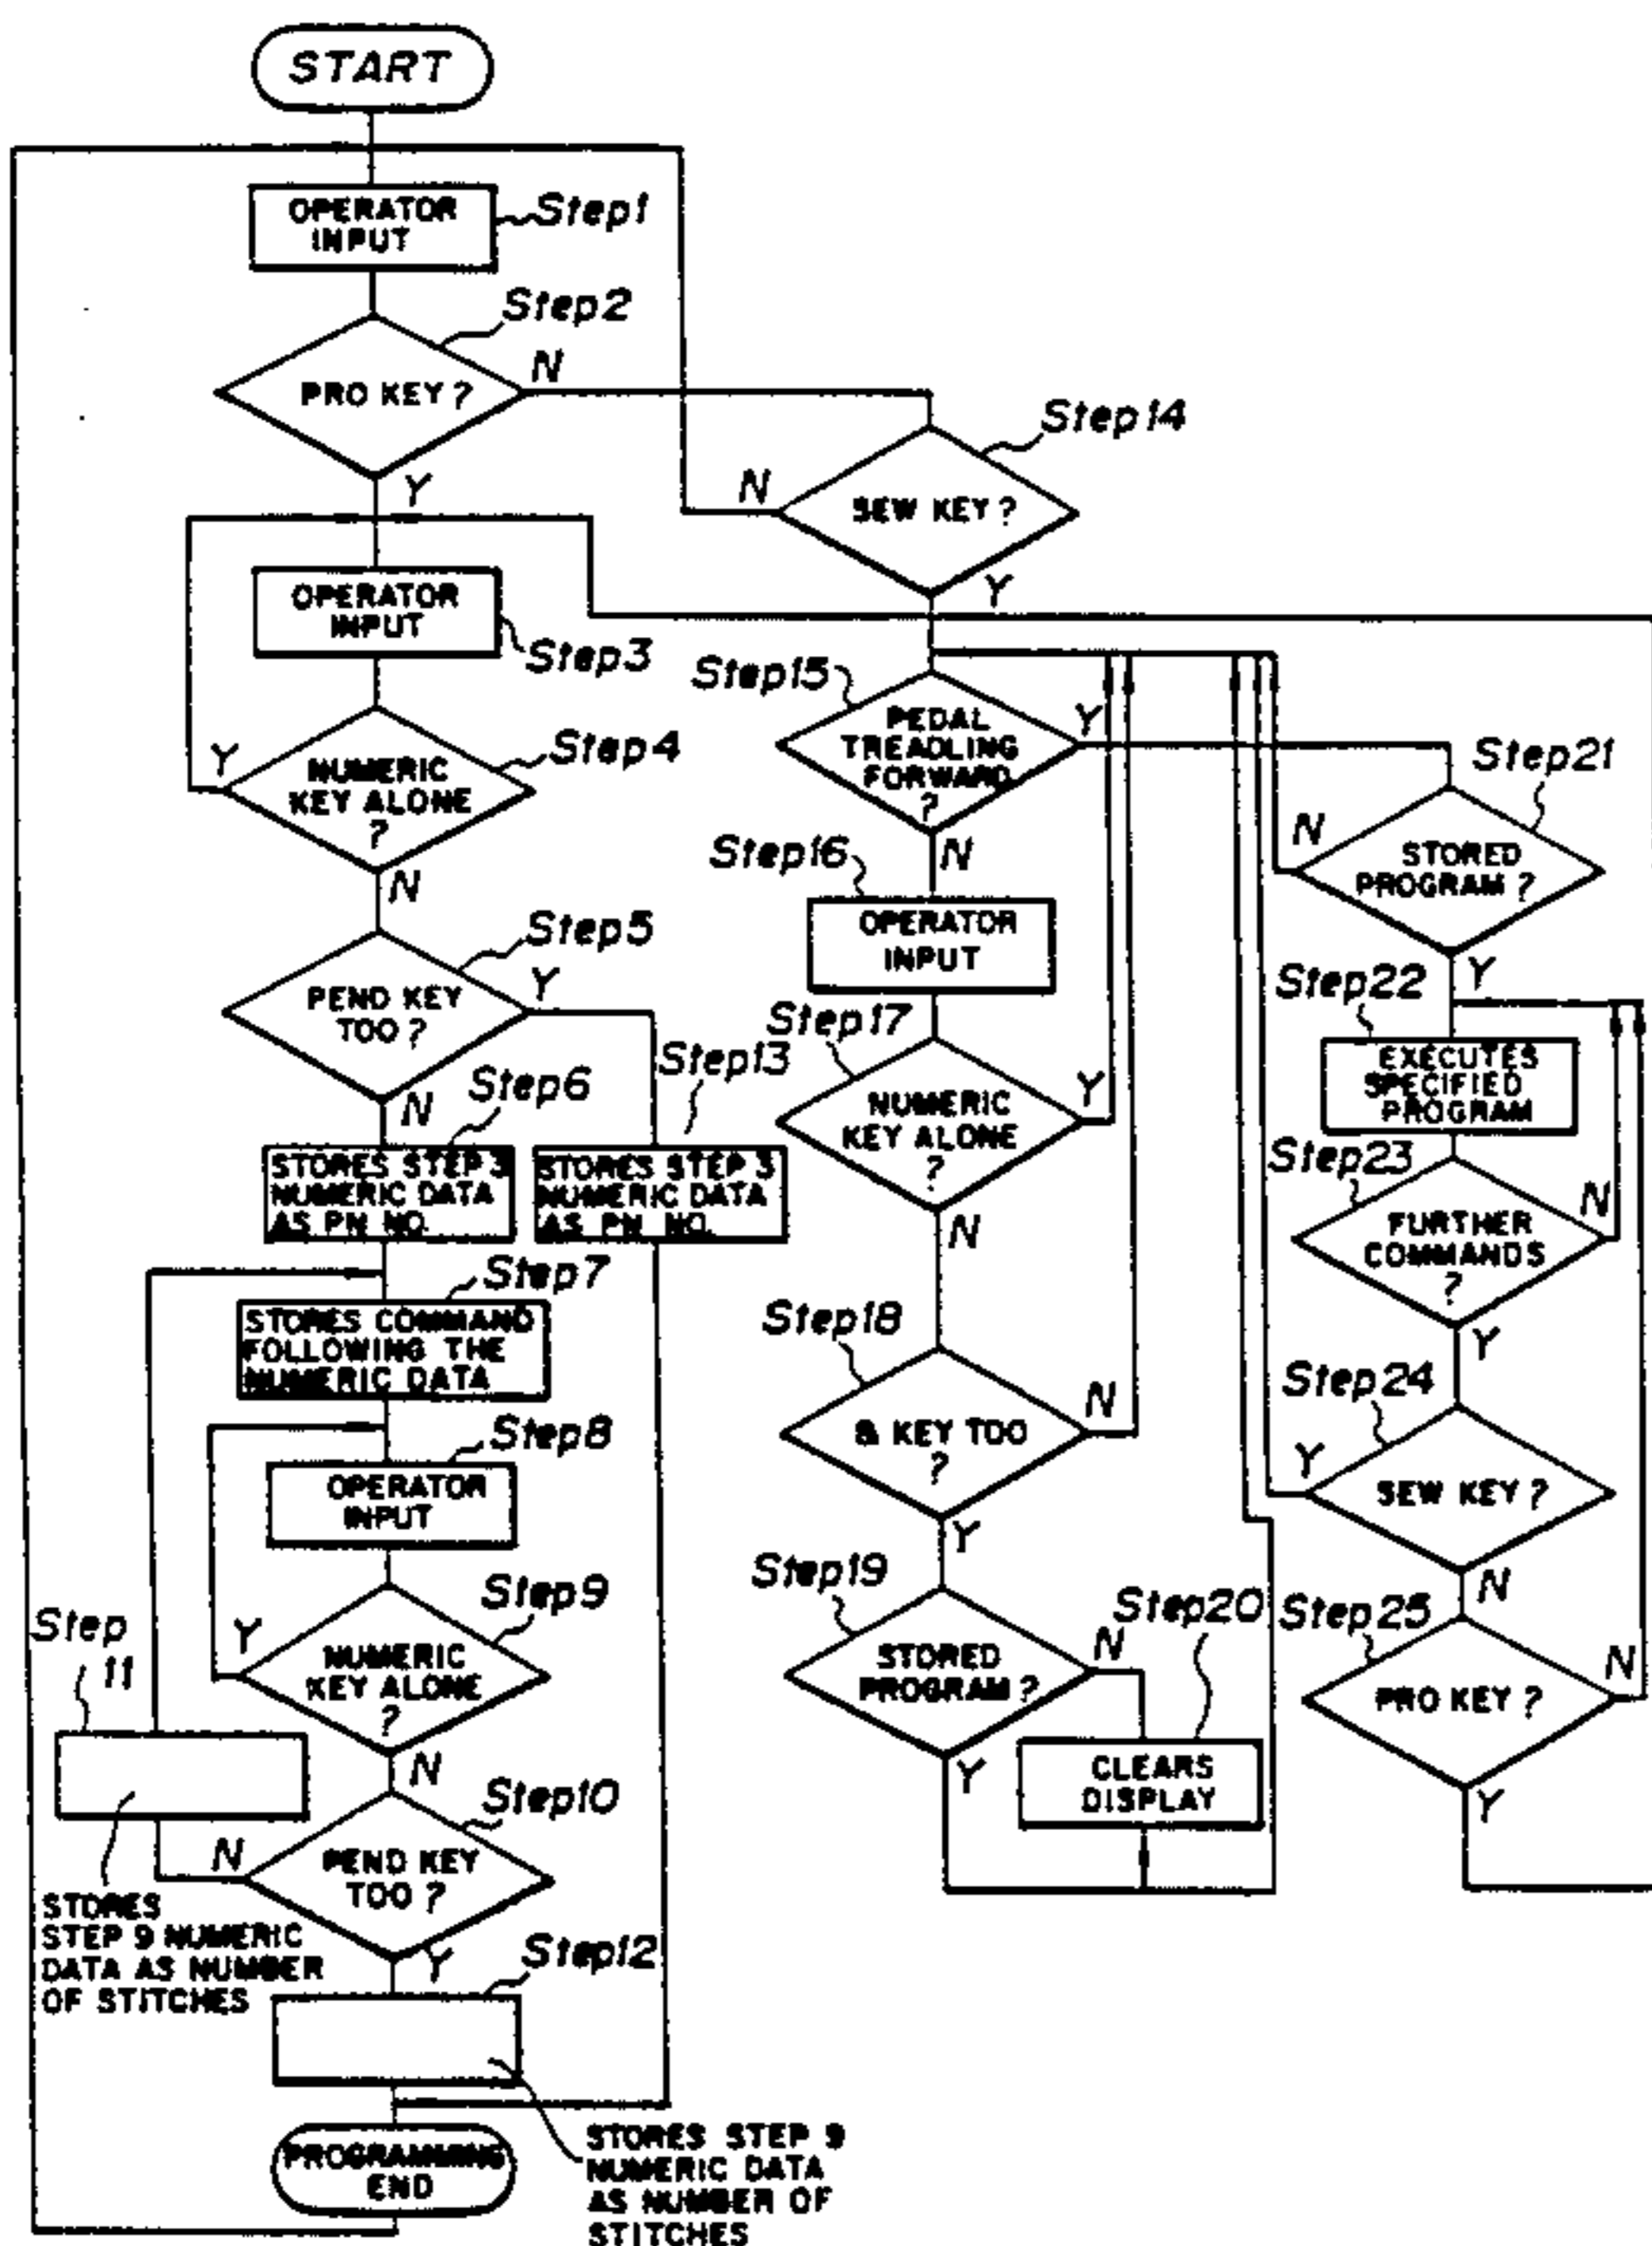 START
OPERATOR
INPUT
Step1
Step2
PRO KEY?
N
Y
Step14
SEW KEY?
N
Y
OPERATOR
INPUT
Step3
Step4
NUMERIC
KEY ALONE
?
Y
N
Step5
PEND KEY
TOO?
Y
N
Step6
STORES STEP 3
NUMERIC DATA
AS PN NO.
Step13
STORES STEP 3
NUMERIC DATA
AS PN NO.
Step7
STORES COMMAND
FOLLOWING THE
NUMERIC DATA
Step8
OPERATOR
INPUT
Step9
NUMERIC
KEY ALONE
?
Y
N
Step10
PEND KEY
TOO?
N
Y
Step
11
STORES
STEP 9 NUMERIC
DATA AS NUMBER
OF STITCHES
Step12
STORES STEP 9
NUMERIC DATA
AS NUMBER OF
STITCHES
PROGRAMMING
END
Step15
PEDAL
TREADLING
FORWARD
?
Y
N
Step16
OPERATOR
INPUT
Step17
NUMERIC
KEY ALONE
?
Y
N
Step18
& KEY TOO
?
N
Y
Step19
STORED
PROGRAM?
N
Y
Step20
CLEARS
DISPLAY
Step21
STORED
PROGRAM?
N
Y
Step22
EXECUTES
SPECIFIED
PROGRAM
Step23
FURTHER
COMMANDS
?
N
Y
Step24
SEW KEY?
Y
N
Step25
PRO KEY?
N
Y